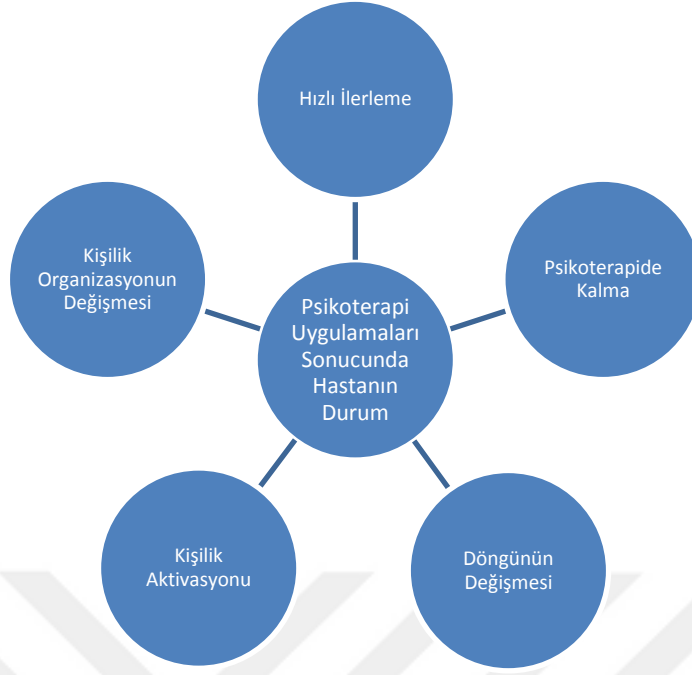 Hızlı İlerleme
Kişilik
Organizasyonun
Değişmesi
Psikoterapide
Kalma
Psikoterapi
Uygulamaları
Sonucunda
Hastanın
Durum
Kişilik
Aktivasyonu
Döngünün
Değişmesi